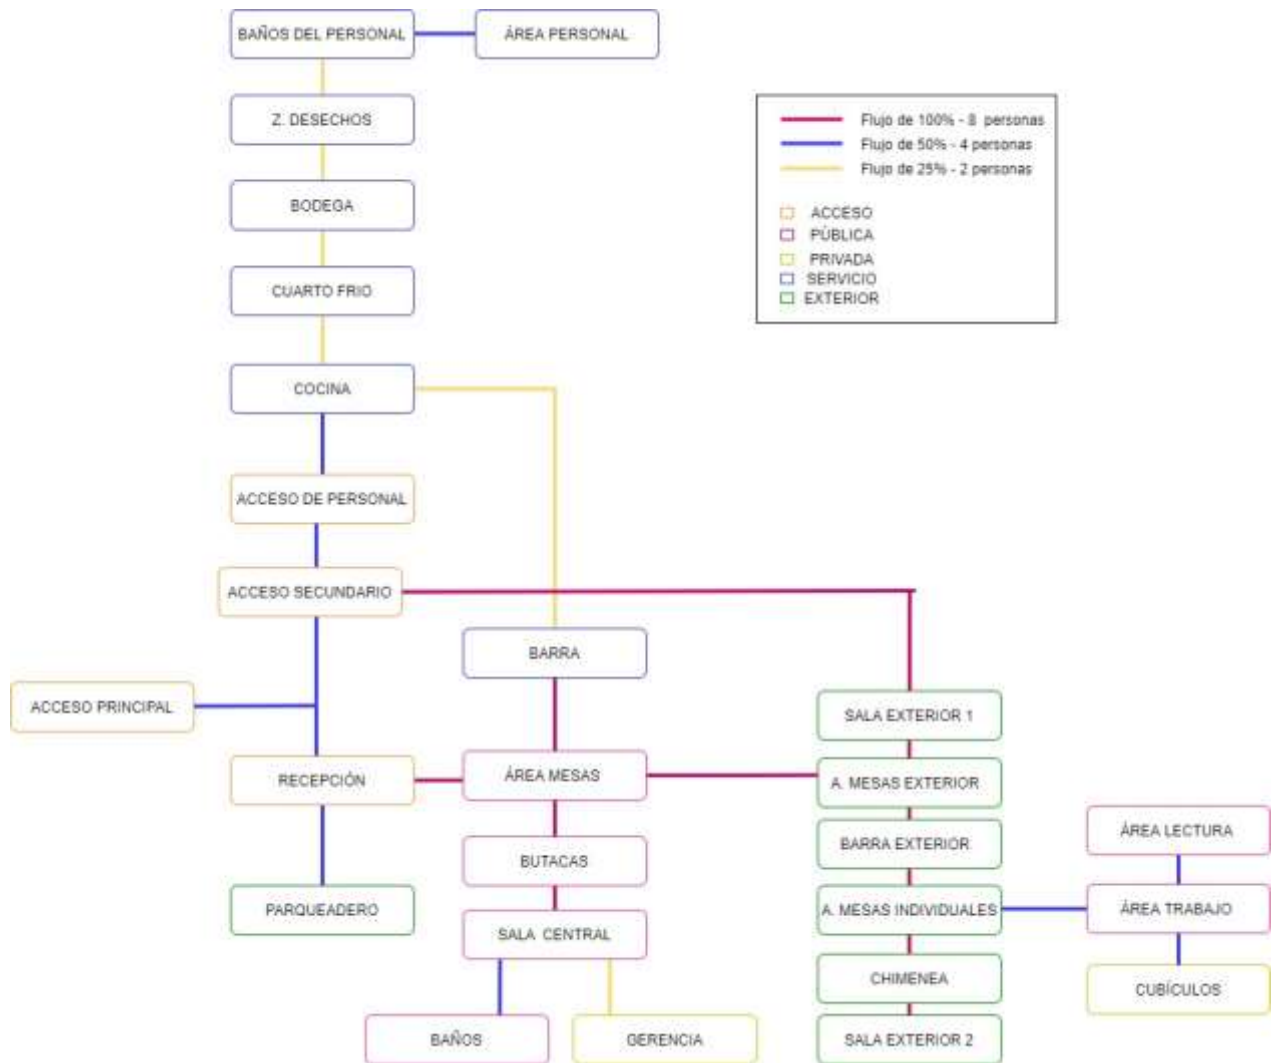 BAÑOS DEL PERSONAL
ÁREA PERSONAL
Z. DESECHOS
BODEGA
CUARTO FRIO
COCINA
ACCESO DE PERSONAL
ACCESO SECUNDARIO
ACCESO PRINCIPAL
RECEPCIÓN
PARQUEADERO
BARRA
ÁREA MESAS
BUTACAS
SALA CENTRAL
BAÑOS
GERENCIA
SALA EXTERIOR 1
A. MESAS EXTERIOR
BARRA EXTERIOR
A. MESAS INDIVIDUALES
CHIMENEA
SALA EXTERIOR 2
ÁREA LECTURA
ÁREA TRABAJO
CUBÍCULOS
Flujo de 100% - 8 personas
Flujo de 50% - 4 personas
Flujo de 25% - 2 personas
ACCESO
PÚBLICA
PRIVADA
SERVICIO
EXTERIOR